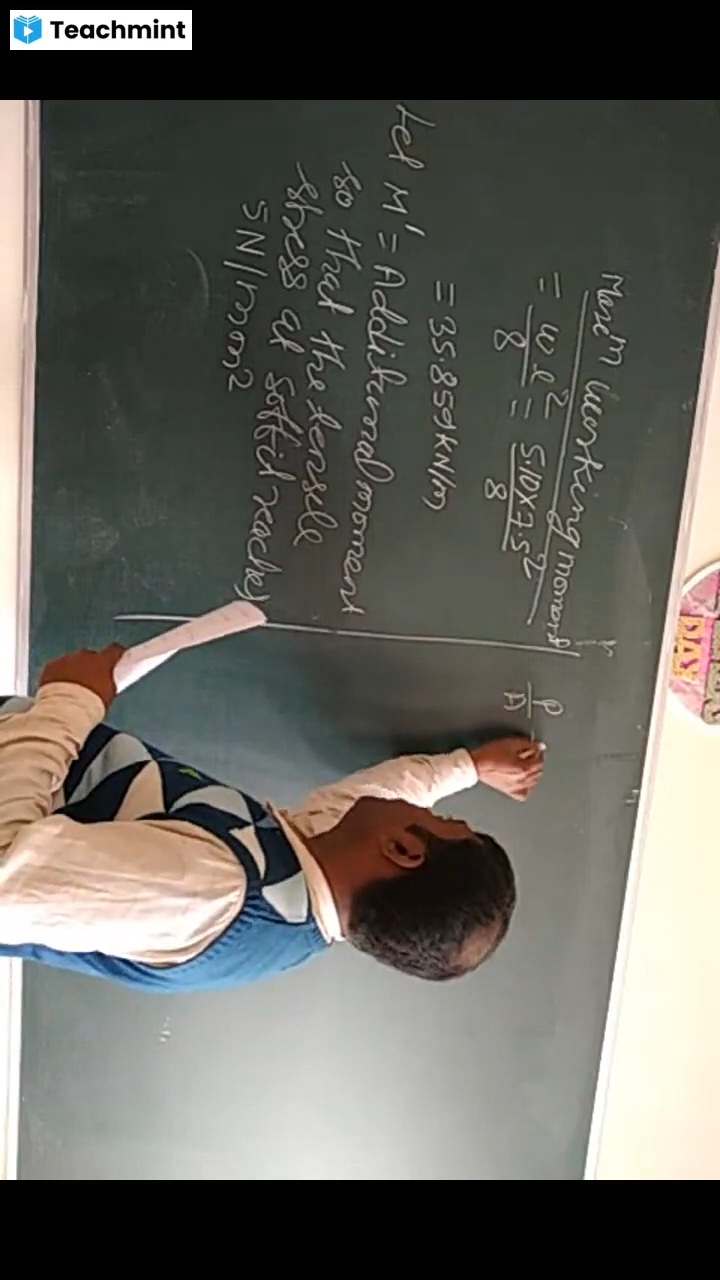 Teachmint
Maxm working moment
= wl² / 8 = 5.10×7.5² / 8
= 35.859 kN/m
let M' = Additional moment
so that the tensile
stress at soffit reaches
5N/mm2
P/A
DAY